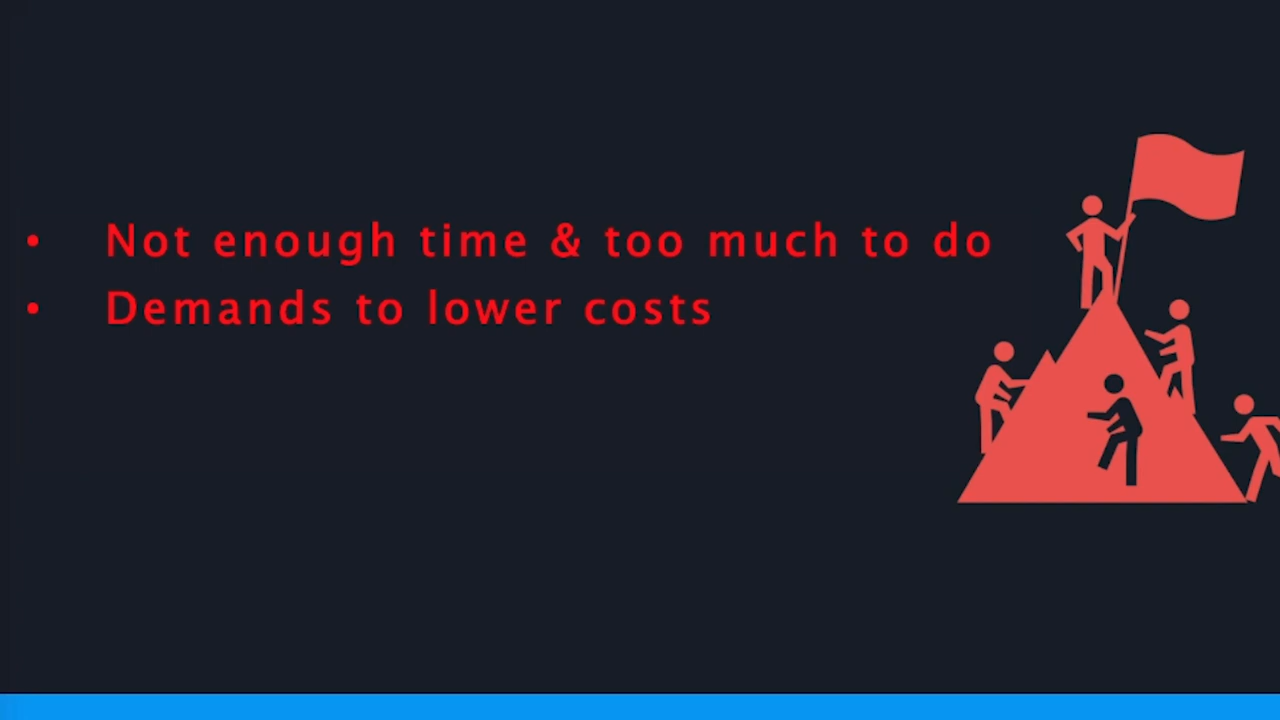 • Not enough time & too much to do
• Demands to lower costs